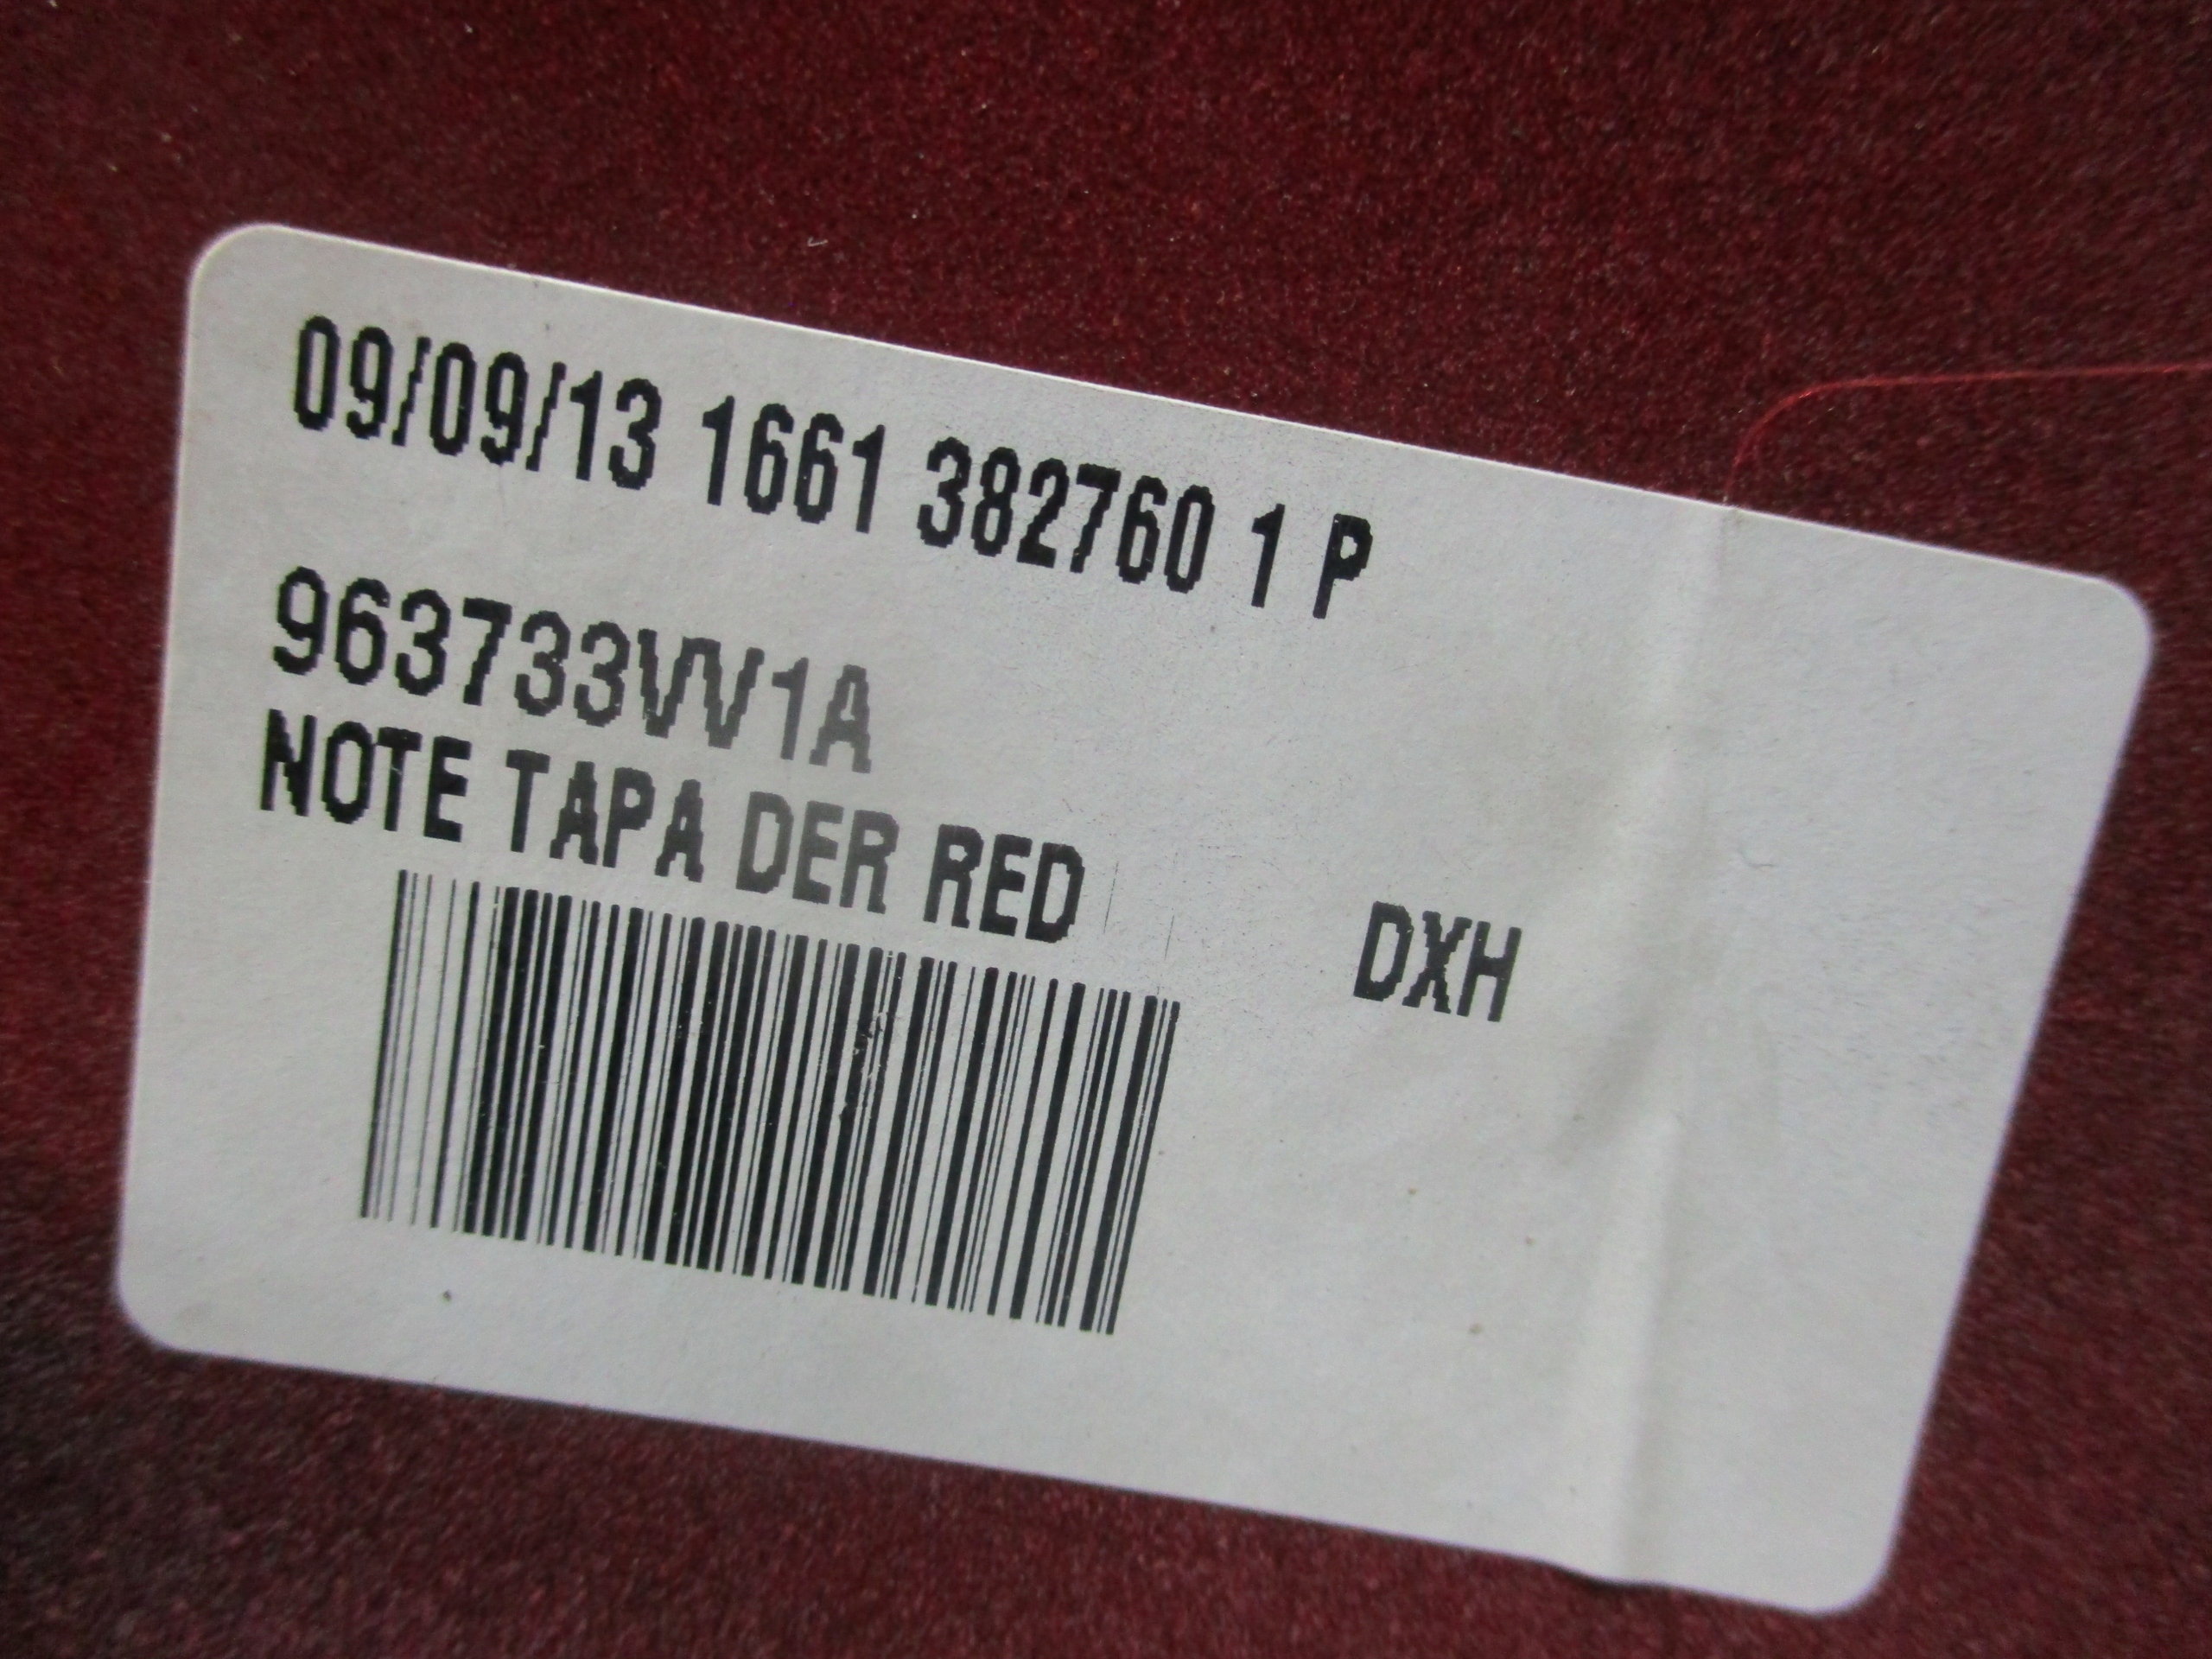 09/09/13 1661 382760 1 P
963733VV1A
NOTE TAPA DER RED DXH